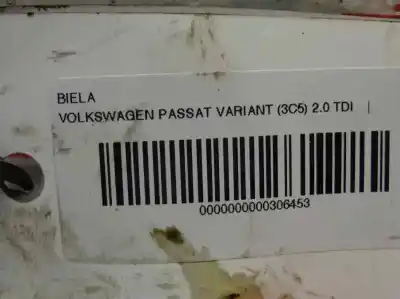 BIELA
VOLKSWAGEN PASSAT VARIANT (3C5) 2.0 TDI |
0000000000306453